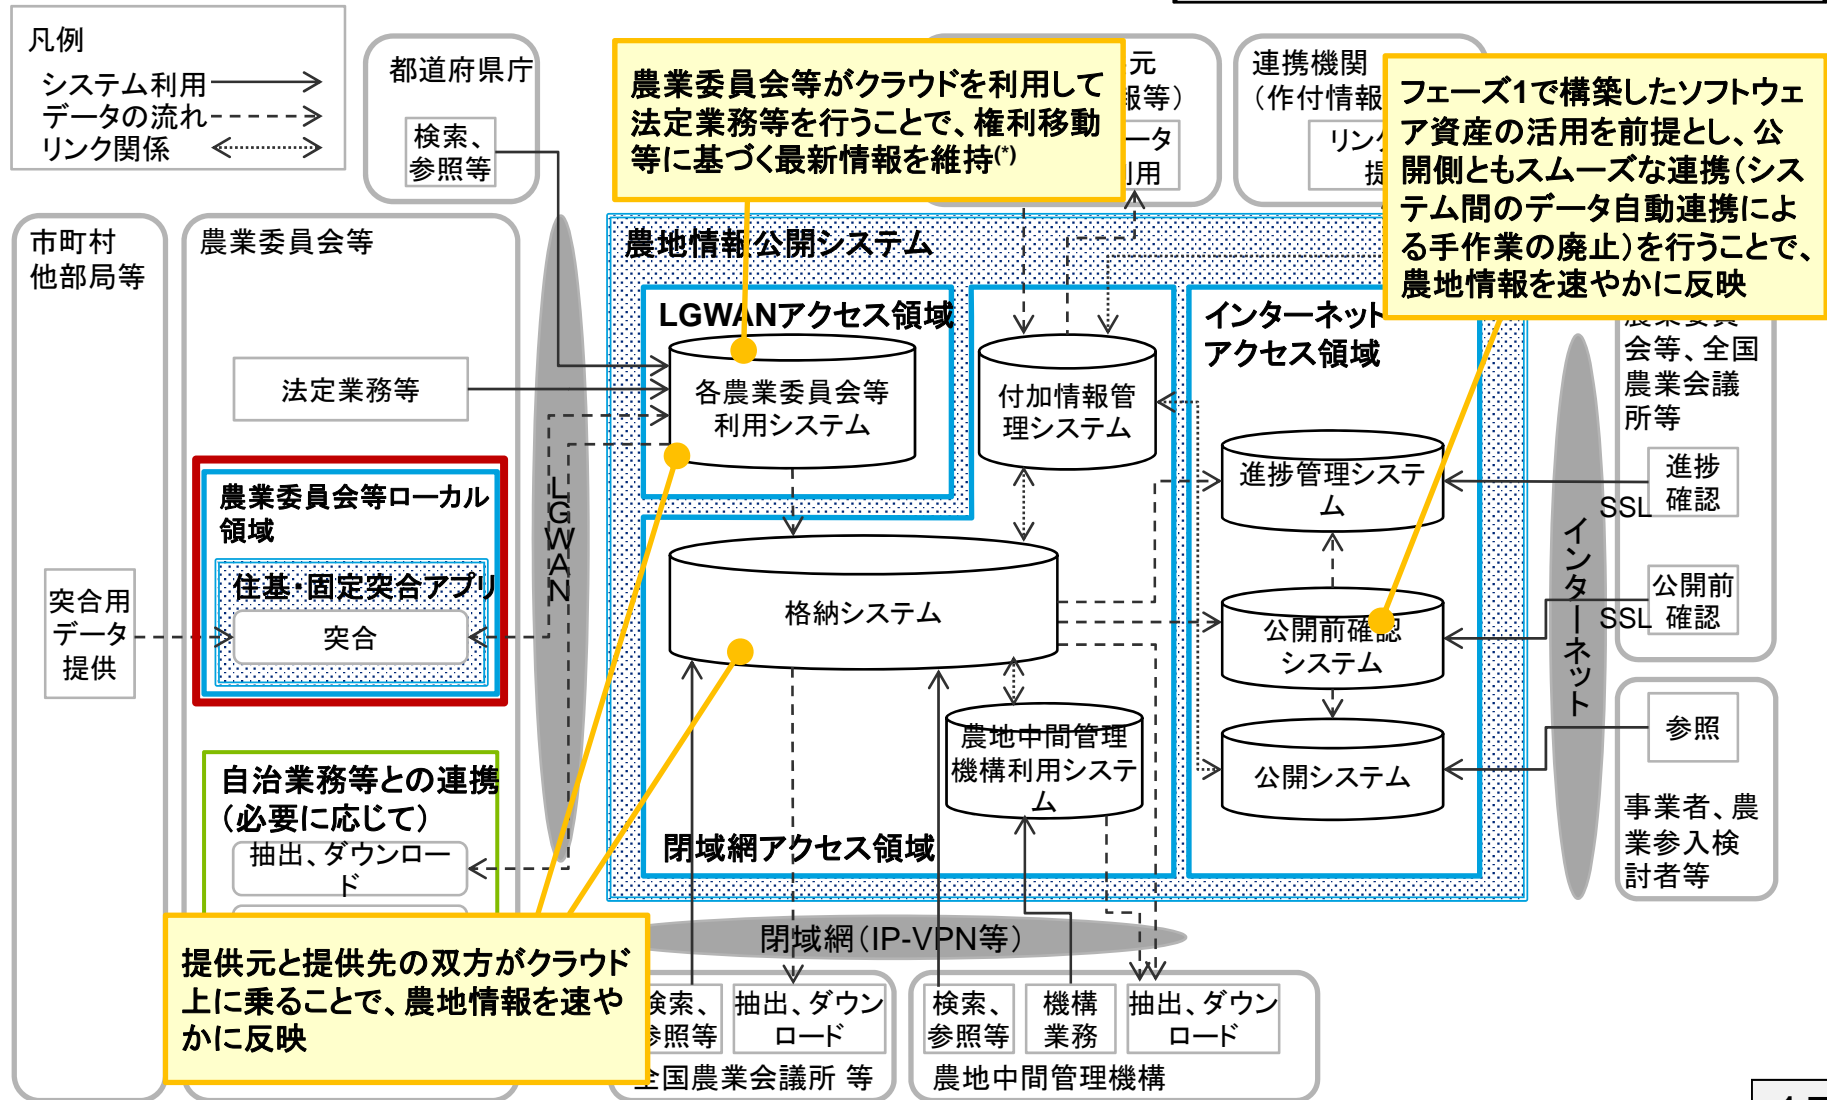 凡例
システム利用
データの流れ
リンク関係
都道府県庁
検索、
参照等
農業委員会等がクラウドを利用して
法定業務等を行うことで、権利移動
等に基づく最新情報を維持(*)
元
報等）
ータ
用
連携機関
（作付情報
リン
提
フェーズ1で構築したソフトウェ
ア資産の活用を前提とし、公
開側ともスムーズな連携（シス
テム間のデータ自動連携によ
る手作業の廃止）を行うことで、
農地情報を速やかに反映
市町村
他部局等
突合用
データ
提供
農業委員会等
法定業務等
農業委員会等ローカル
領域
住基・固定突合アプリ
突合
自治業務等との連携
（必要に応じて）
抽出、ダウンロー
ド
LGWAN
農地情報公開システム
LGWANアクセス領域
各農業委員会等
利用システム
付加情報管
理システム
格納システム
農地中間管理
機構利用システ
ム
閉域網アクセス領域
インターネット
アクセス領域
進捗管理システ
ム
公開前確認
システム
公開システム
インターネット
農業委員
会等、全国
農業会議
所等
進捗
確認
SSL
公開前
確認
SSL
参照
事業者、農
業参入検
討者等
提供元と提供先の双方がクラウド
上に乗ることで、農地情報を速や
かに反映
閉域網（IP-VPN等）
検索、
参照等
抽出、ダウン
ロード
全国農業会議所 等
検索、
参照等
機構
業務
抽出、ダウン
ロード
農地中間管理機構